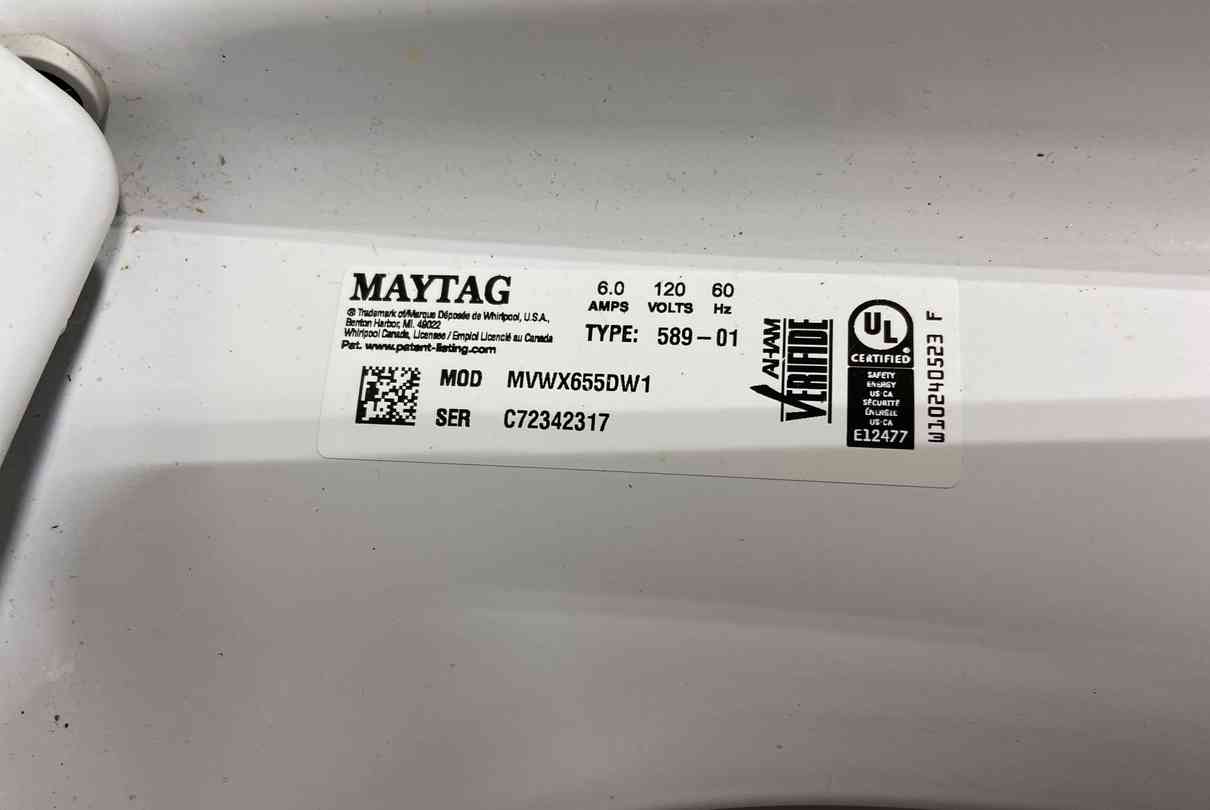 MAYTAG
® Trademark of/Marque Déposée de Whirlpool, U.S.A.,
Benton Harbor, MI. 49022
Whirlpool Canada, Licensee / Emploi Licencié au Canada
Pat. www.patent-listing.com
6.0 120 60
AMPS VOLTS Hz
TYPE: 589-01
MOD MVWX655DW1
SER C72342317
AHAM
VERIFIDE
UL
®
CERTIFIED
SAFETY
ENERGY
US CA
SÉCURITÉ
ÉNERGIE
US CA
E12477
W10240523 F